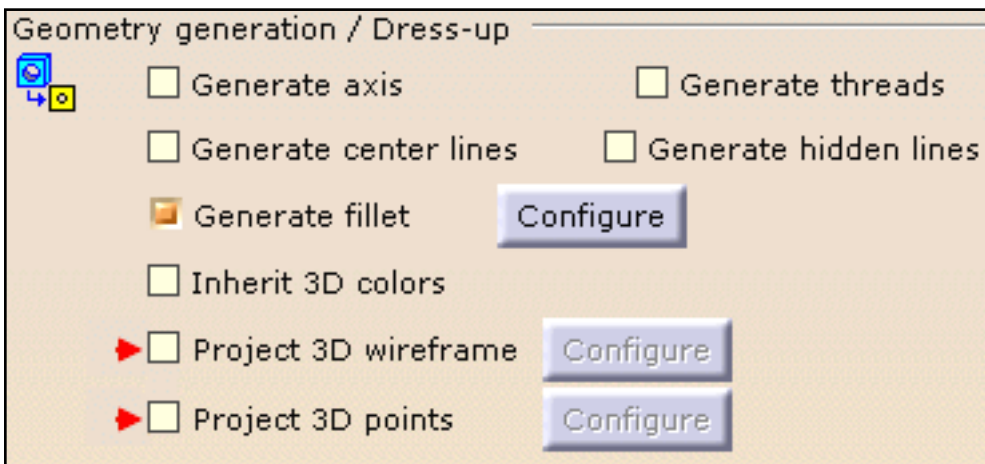 Geometry generation / Dress-up
Generate axis Generate threads
Generate center lines Generate hidden lines
Generate fillet Configure
Inherit 3D colors
Project 3D wireframe Configure
Project 3D points Configure